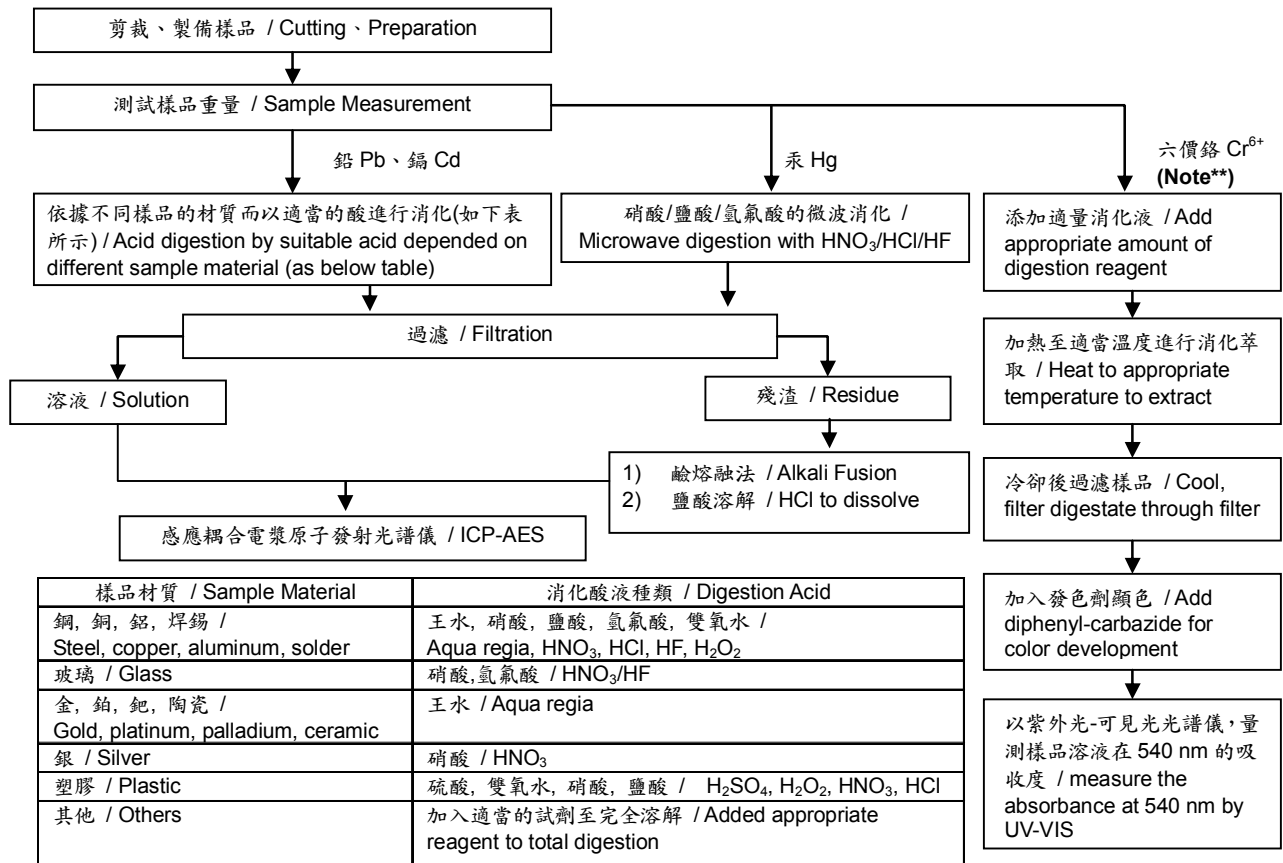 剪裁、製備樣品 / Cutting、Preparation
測試樣品重量 / Sample Measurement
鉛 Pb、鎘 Cd
汞 Hg
六價鉻 Cr⁶⁺
(Note**)
依據不同樣品的材質而以適當的酸進行消化(如下表
所示) / Acid digestion by suitable acid depended on
different sample material (as below table)
硝酸/鹽酸/氫氟酸的微波消化 /
Microwave digestion with HNO₃/HCl/HF
添加適量消化液 / Add
appropriate amount of
digestion reagent
過濾 / Filtration
加熱至適當溫度進行消化萃
取 / Heat to appropriate
temperature to extract
溶液 / Solution
殘渣 / Residue
1) 鹼熔融法 / Alkali Fusion
2) 鹽酸溶解 / HCl to dissolve
冷卻後過濾樣品 / Cool,
filter digestate through filter
感應耦合電漿原子發射光譜儀 / ICP-AES
加入發色劑顯色 / Add
diphenyl-carbazide for
color development
以紫外光-可見光光譜儀，量
測樣品溶液在 540 nm 的吸
收度 / measure the
absorbance at 540 nm by
UV-VIS
樣品材質 / Sample Material
消化酸液種類 / Digestion Acid
鋼, 銅, 鋁, 焊錫 /
Steel, copper, aluminum, solder
王水, 硝酸, 鹽酸, 氫氟酸, 雙氧水 /
Aqua regia, HNO₃, HCl, HF, H₂O₂
玻璃 / Glass
硝酸,氫氟酸 / HNO₃/HF
金, 鉑, 鈀, 陶瓷 /
Gold, platinum, palladium, ceramic
王水 / Aqua regia
銀 / Silver
硝酸 / HNO₃
塑膠 / Plastic
硫酸, 雙氧水, 硝酸, 鹽酸 / H₂SO₄, H₂O₂, HNO₃, HCl
其他 / Others
加入適當的試劑至完全溶解 / Added appropriate
reagent to total digestion